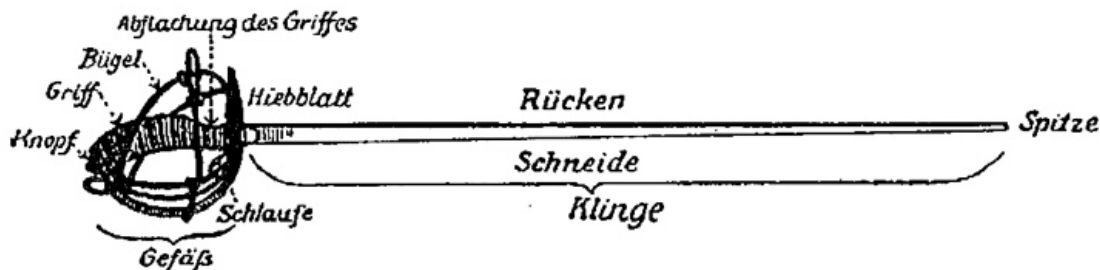 Abflachung des Griffes
Bügel
Griff
Hiebblatt
Rücken
Knopf
Spitze
Schneide
Schlaufe
Klinge
Gefäß